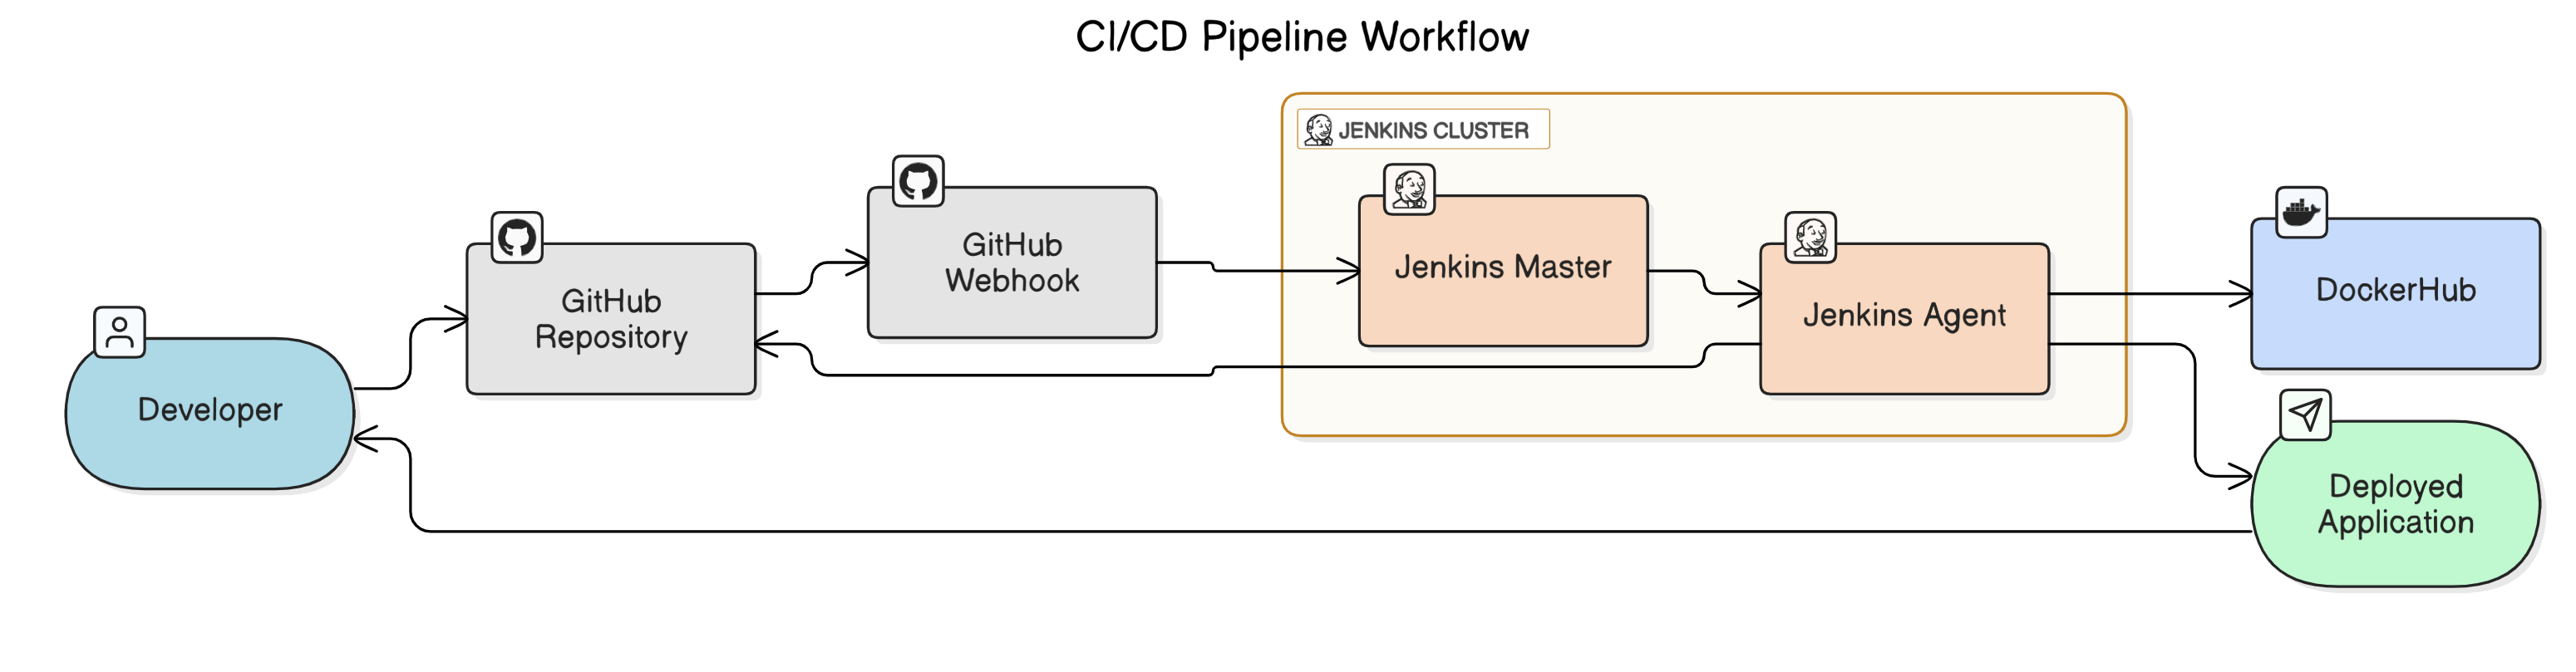 CI/CD Pipeline Workflow
JENKINS CLUSTER
Developer
GitHub
Repository
GitHub
Webhook
Jenkins Master
Jenkins Agent
DockerHub
Deployed
Application